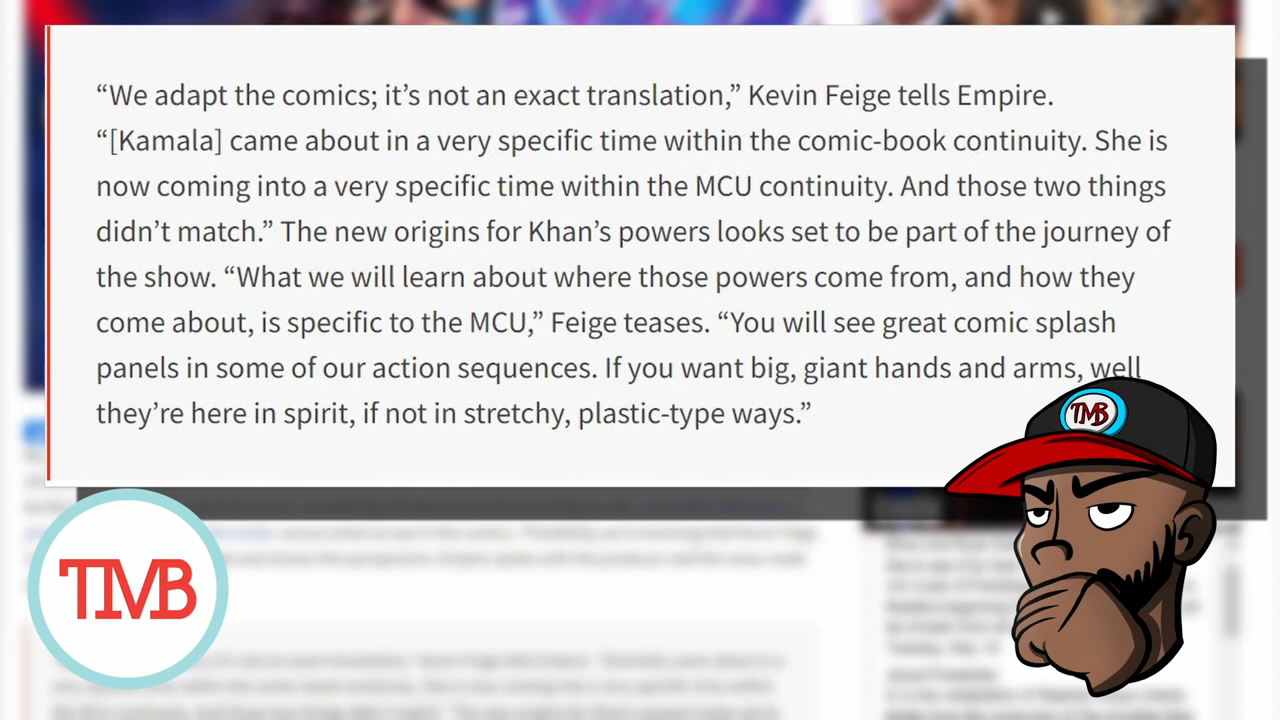 “We adapt the comics; it’s not an exact translation,” Kevin Feige tells Empire.
“[Kamala] came about in a very specific time within the comic-book continuity. She is
now coming into a very specific time within the MCU continuity. And those two things
didn’t match.” The new origins for Khan’s powers looks set to be part of the journey of
the show. “What we will learn about where those powers come from, and how they
come about, is specific to the MCU,” Feige teases. “You will see great comic splash
panels in some of our action sequences. If you want big, giant hands and arms, well
they’re here in spirit, if not in stretchy, plastic-type ways.”
TMB
TMB